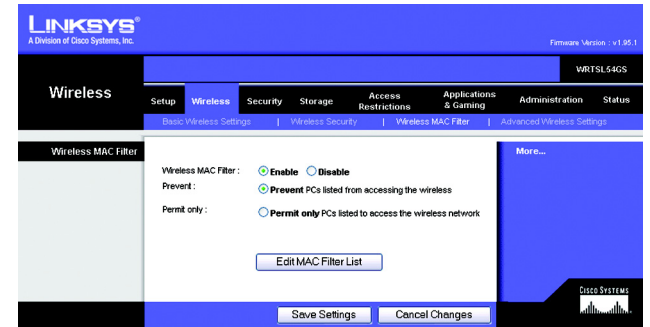 LINKSYS®
A Division of Cisco Systems, Inc.
Firmware Version : v1.95.1
WRTSL54GS
Wireless
Setup Wireless Security Storage Access Restrictions Applications & Gaming Administration Status
Basic Wireless Settings | Wireless Security | Wireless MAC Filter | Advanced Wireless Settings
Wireless MAC Filter
More...
Wireless MAC Filter : Enable Disable
Prevent : Prevent PCs listed from accessing the wireless
Permit only : Permit only PCs listed to access the wireless network
Edit MAC Filter List
CISCO SYSTEMS
Save Settings Cancel Changes